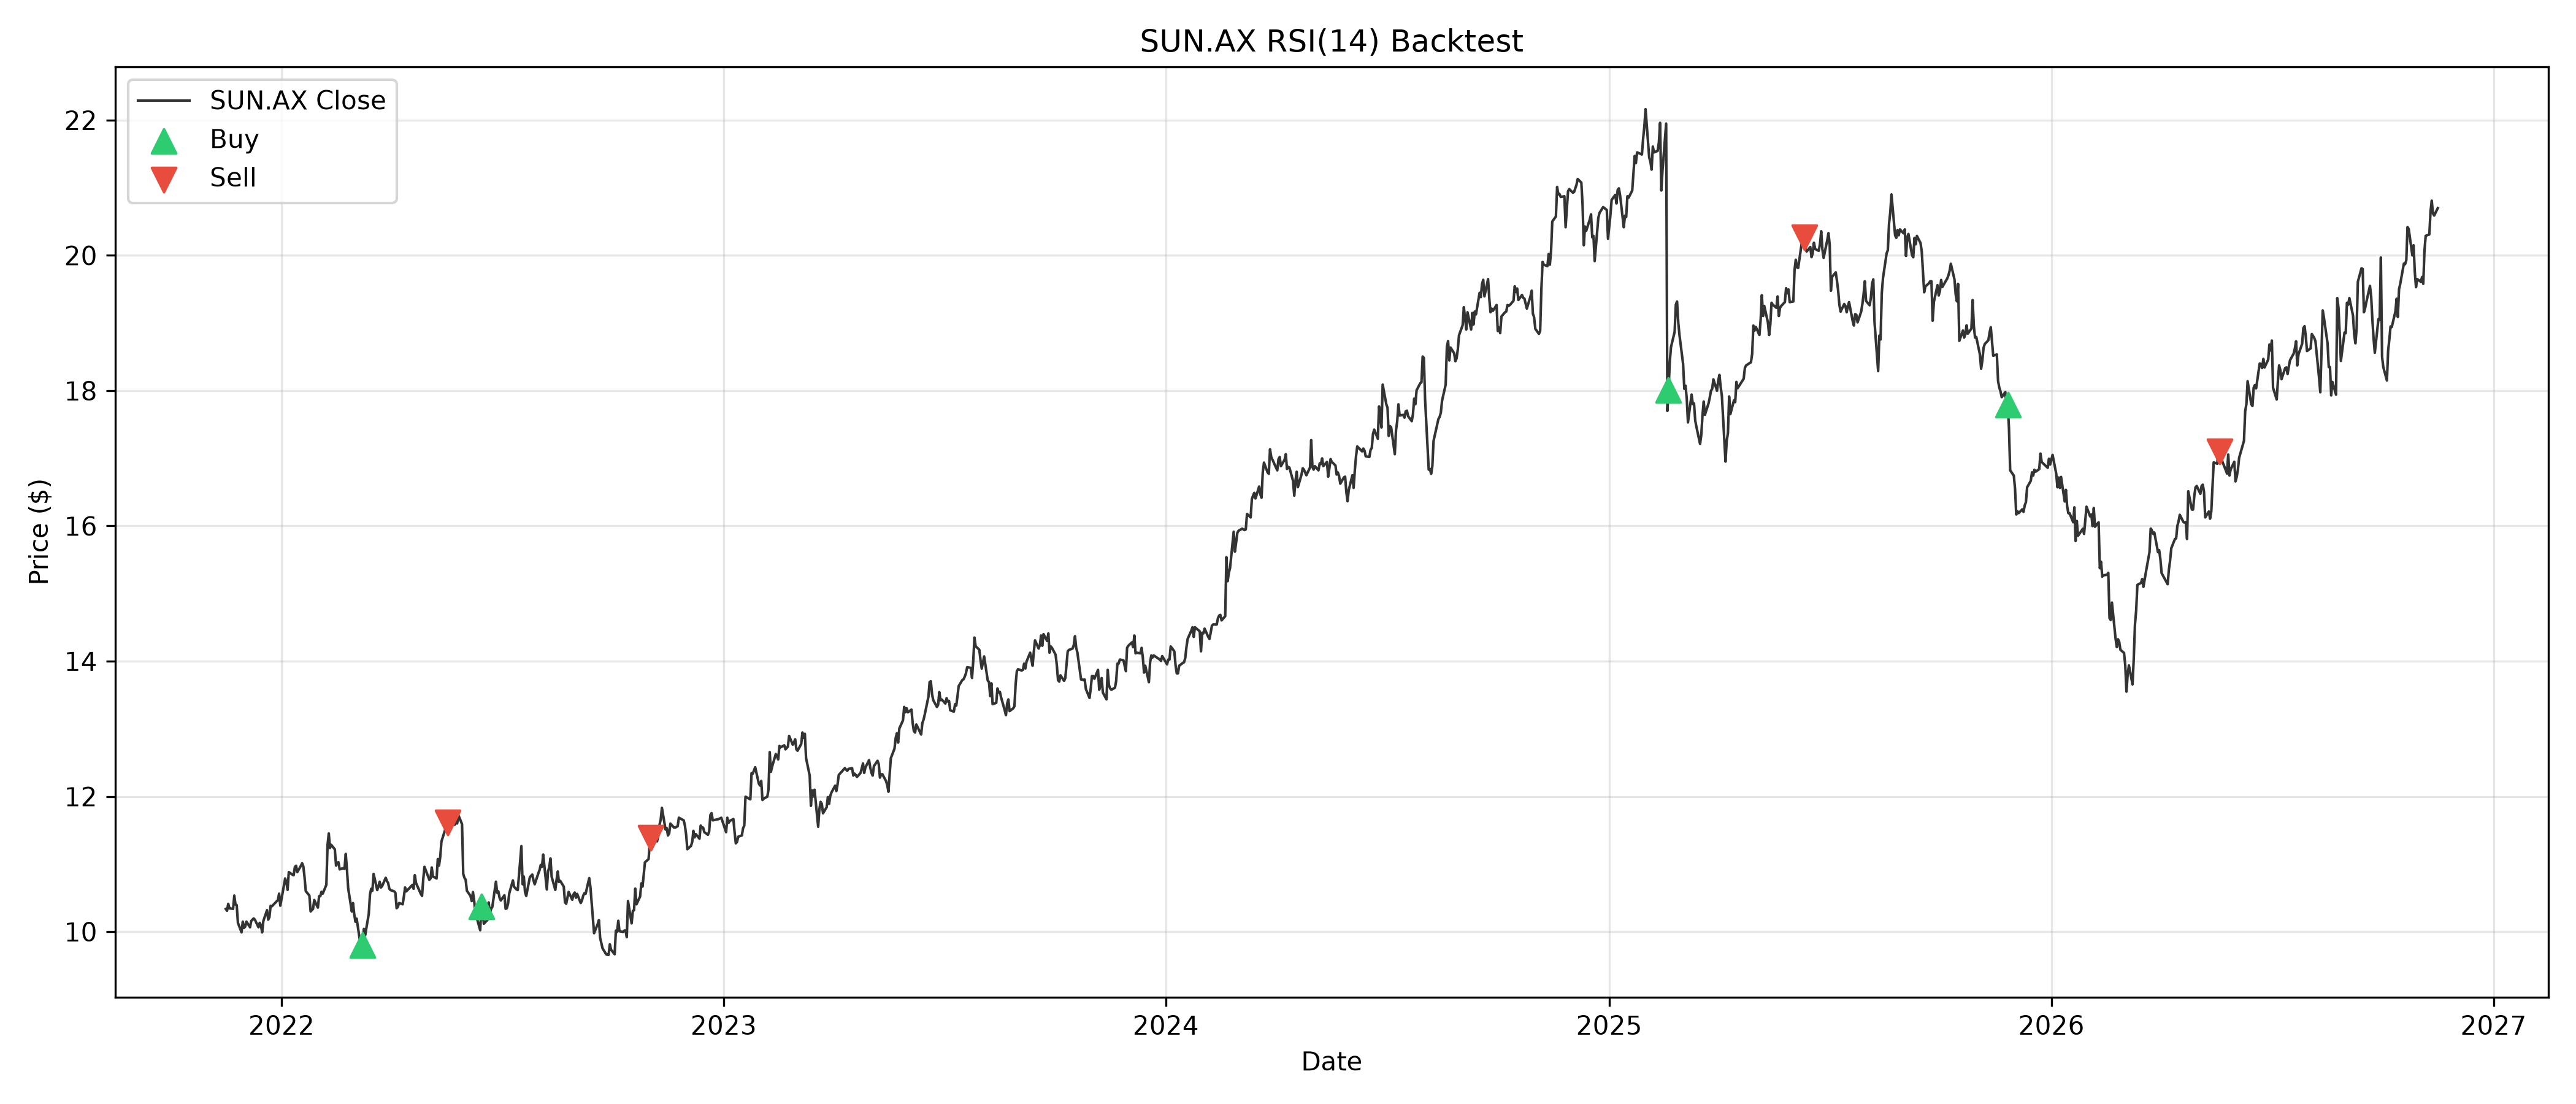 SUN.AX RSI(14) Backtest
SUN.AX Close
Buy
Sell
22
20
18
16
14
12
10
Price ($)
2022
2023
2024
2025
2026
2027
Date